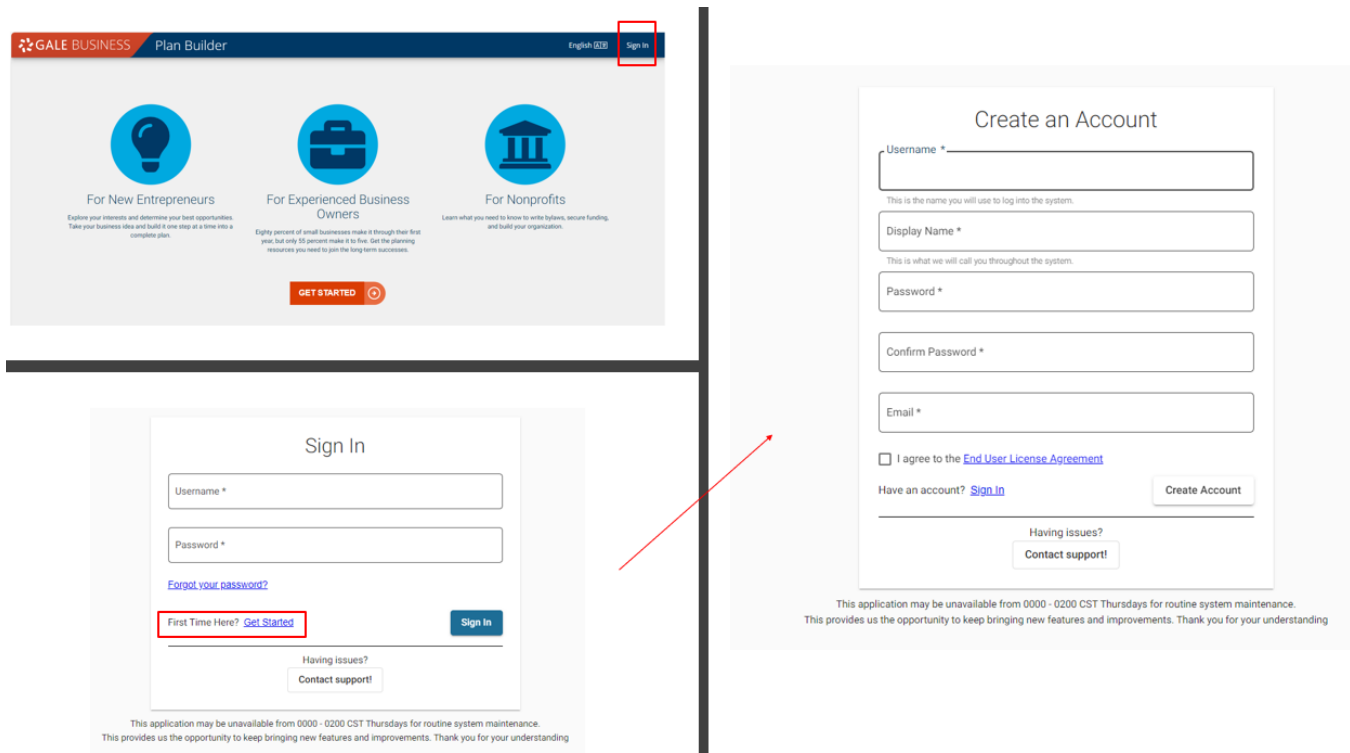 GALE BUSINESS Plan Builder English Sign In
For New Entrepreneurs
Explore your interests and determine your best opportunities.
Take your business idea and build it one step at a time into a
complete plan.
For Experienced Business
Owners
Eighty percent of small businesses make it through their first
year, but only 55 percent make it to five. Get the planning
resources you need to join the long-term successes.
For Nonprofits
Learn what you need to know to write bylaws, secure funding,
and build your organization.
GET STARTED
Sign In
Username *
Password *
Forgot your password?
First Time Here? Get Started Sign In
Having issues?
Contact support!
This application may be unavailable from 0000 - 0200 CST Thursdays for routine system maintenance.
This provides us the opportunity to keep bringing new features and improvements. Thank you for your understanding
Create an Account
Username *
This is the name you will use to log into the system.
Display Name *
This is what we will call you throughout the system.
Password *
Confirm Password *
Email *
I agree to the End User License Agreement
Have an account? Sign In Create Account
Having issues?
Contact support!
This application may be unavailable from 0000 - 0200 CST Thursdays for routine system maintenance.
This provides us the opportunity to keep bringing new features and improvements. Thank you for your understanding